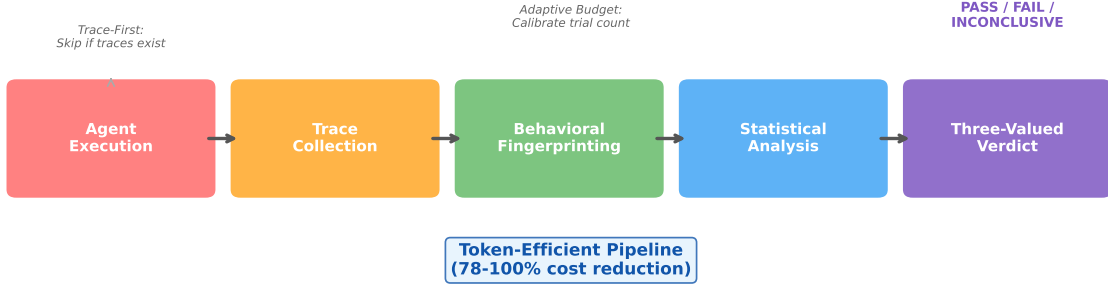 Trace-First:
Skip if traces exist
Adaptive Budget:
Calibrate trial count
PASS / FAIL /
INCONCLUSIVE
Agent
Execution
Trace
Collection
Behavioral
Fingerprinting
Statistical
Analysis
Three-Valued
Verdict
Token-Efficient Pipeline
(78-100% cost reduction)